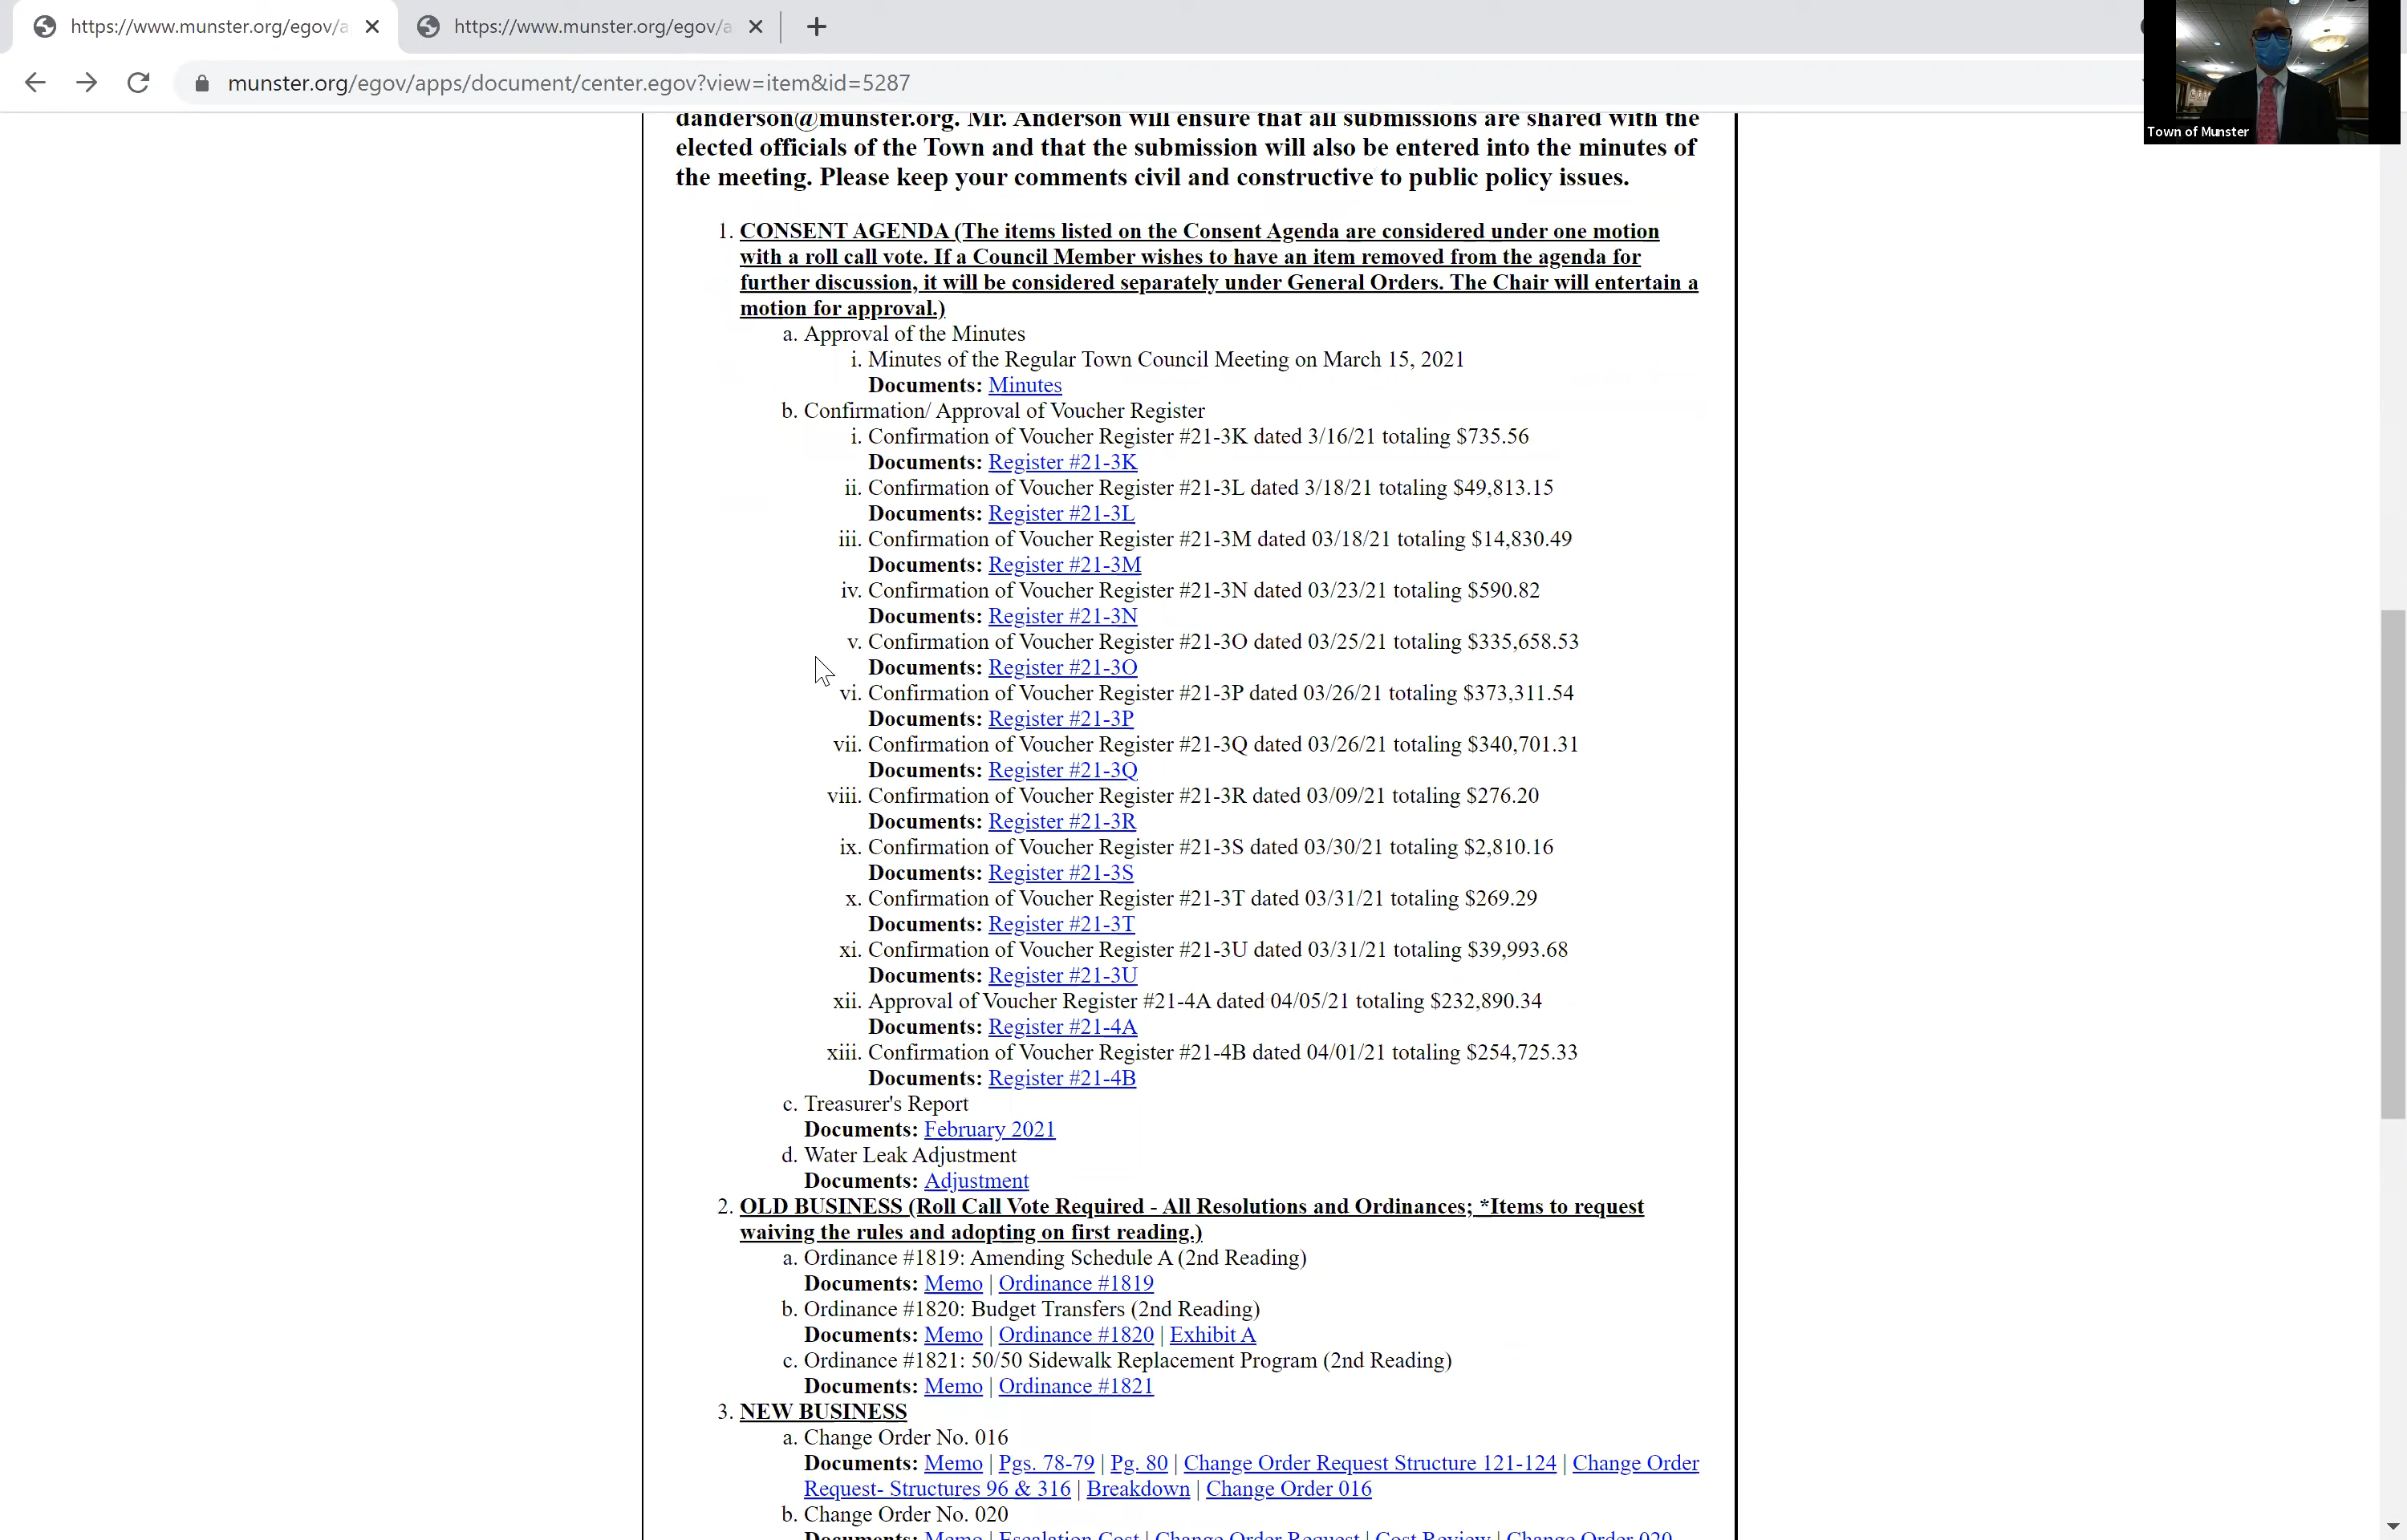 https://www.munster.org/egov/a
https://www.munster.org/egov/a
munster.org/egov/apps/document/center.egov?view=item&id=5287
Town of Munster
danderson@munster.org. Mr. Anderson will ensure that all submissions are shared with the
elected officials of the Town and that the submission will also be entered into the minutes of
the meeting. Please keep your comments civil and constructive to public policy issues.
1. CONSENT AGENDA (The items listed on the Consent Agenda are considered under one motion
with a roll call vote. If a Council Member wishes to have an item removed from the agenda for
further discussion, it will be considered separately under General Orders. The Chair will entertain a
motion for approval.)
a. Approval of the Minutes
i. Minutes of the Regular Town Council Meeting on March 15, 2021
Documents: Minutes
b. Confirmation/ Approval of Voucher Register
i. Confirmation of Voucher Register #21-3K dated 3/16/21 totaling $735.56
Documents: Register #21-3K
ii. Confirmation of Voucher Register #21-3L dated 3/18/21 totaling $49,813.15
Documents: Register #21-3L
iii. Confirmation of Voucher Register #21-3M dated 03/18/21 totaling $14,830.49
Documents: Register #21-3M
iv. Confirmation of Voucher Register #21-3N dated 03/23/21 totaling $590.82
Documents: Register #21-3N
v. Confirmation of Voucher Register #21-3O dated 03/25/21 totaling $335,658.53
Documents: Register #21-3O
vi. Confirmation of Voucher Register #21-3P dated 03/26/21 totaling $373,311.54
Documents: Register #21-3P
vii. Confirmation of Voucher Register #21-3Q dated 03/26/21 totaling $340,701.31
Documents: Register #21-3Q
viii. Confirmation of Voucher Register #21-3R dated 03/09/21 totaling $276.20
Documents: Register #21-3R
ix. Confirmation of Voucher Register #21-3S dated 03/30/21 totaling $2,810.16
Documents: Register #21-3S
x. Confirmation of Voucher Register #21-3T dated 03/31/21 totaling $269.29
Documents: Register #21-3T
xi. Confirmation of Voucher Register #21-3U dated 03/31/21 totaling $39,993.68
Documents: Register #21-3U
xii. Approval of Voucher Register #21-4A dated 04/05/21 totaling $232,890.34
Documents: Register #21-4A
xiii. Confirmation of Voucher Register #21-4B dated 04/01/21 totaling $254,725.33
Documents: Register #21-4B
c. Treasurer's Report
Documents: February 2021
d. Water Leak Adjustment
Documents: Adjustment
2. OLD BUSINESS (Roll Call Vote Required - All Resolutions and Ordinances; *Items to request
waiving the rules and adopting on first reading.)
a. Ordinance #1819: Amending Schedule A (2nd Reading)
Documents: Memo | Ordinance #1819
b. Ordinance #1820: Budget Transfers (2nd Reading)
Documents: Memo | Ordinance #1820 | Exhibit A
c. Ordinance #1821: 50/50 Sidewalk Replacement Program (2nd Reading)
Documents: Memo | Ordinance #1821
3. NEW BUSINESS
a. Change Order No. 016
Documents: Memo | Pgs. 78-79 | Pg. 80 | Change Order Request Structure 121-124 | Change Order
Request- Structures 96 & 316 | Breakdown | Change Order 016
b. Change Order No. 020
Documents: Memo | Escalation Cost | Change Order Request | Cost Review | Change Order 020